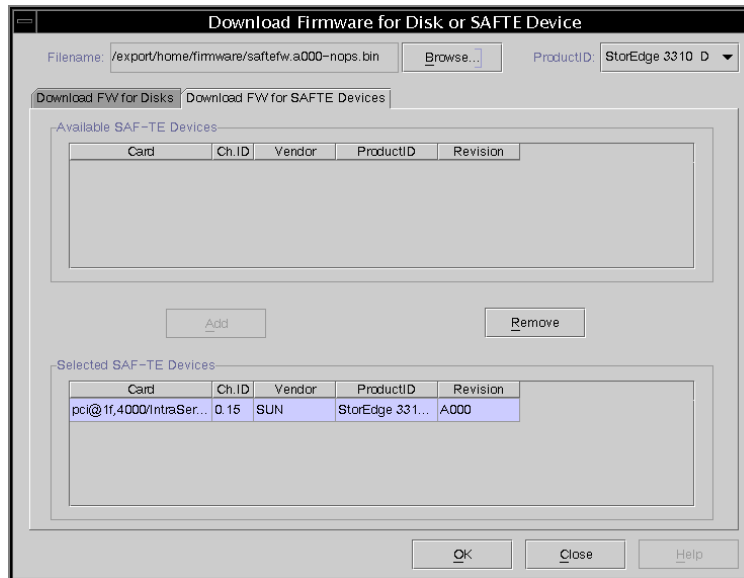 Download Firmware for Disk or SAFTE Device
Filename: /export/home/firmware/saftefw.a000-nops.bin Browse... ProductID: StorEdge 3310 D
Download FW for Disks Download FW for SAFTE Devices
Available SAF-TE Devices
Card Ch.ID Vendor ProductID Revision
Add Remove
Selected SAF-TE Devices
Card Ch.ID Vendor ProductID Revision
pci@1f,4000/IntraSer... 0.15 SUN StorEdge 331... A000
OK Close Help